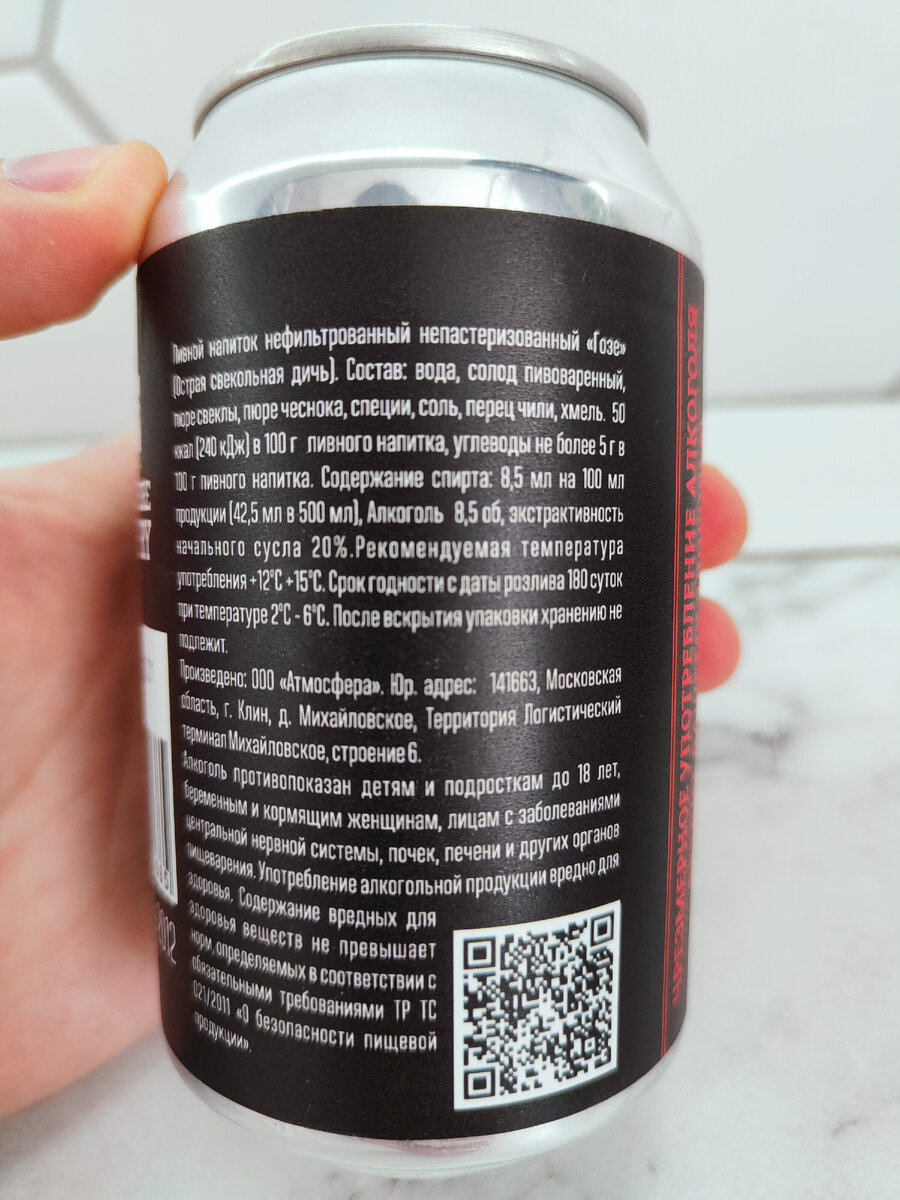 Пивной напиток нефильтрованный непастеризованный «Гозе»
(Острая свекольная дичь). Состав: вода, солод пивоваренный,
пюре свеклы, пюре чеснока, специи, соль, перец чили, хмель. 50
ккал (240 кДж) в 100 г пивного напитка, углеводы не более 5 г в
100 г пивного напитка. Содержание спирта: 8,5 мл на 100 мл
продукции (42,5 мл в 500 мл), Алкоголь 8,5 об, экстрактивность
начального сусла 20%.Рекомендуемая температура
употребления +12°С +15°С. Срок годности с даты розлива 180 суток
при температуре 2°С - 6°С. После вскрытия упаковки хранению не
подлежит.
Произведено: ООО «Атмосфера». Юр. адрес: 141663, Московская
область, г. Клин, д. Михайловское, Территория Логистический
терминал Михайловское, строение 6.
Алкоголь противопоказан детям и подросткам до 18 лет,
беременным и кормящим женщинам, лицам с заболеваниями
центральной нервной системы, почек, печени и других органов
пищеварения. Употребление алкогольной продукции вредно для
здоровья. Содержание вредных для
здоровья веществ не превышает
норм, определяемых в соответствии с
обязательными требованиями ТР ТС
021/2011 «О безопасности пищевой
продукции».
ЧРЕЗМЕРНОЕ УПОТРЕБЛЕНИЕ АЛКОГОЛЯ
2012